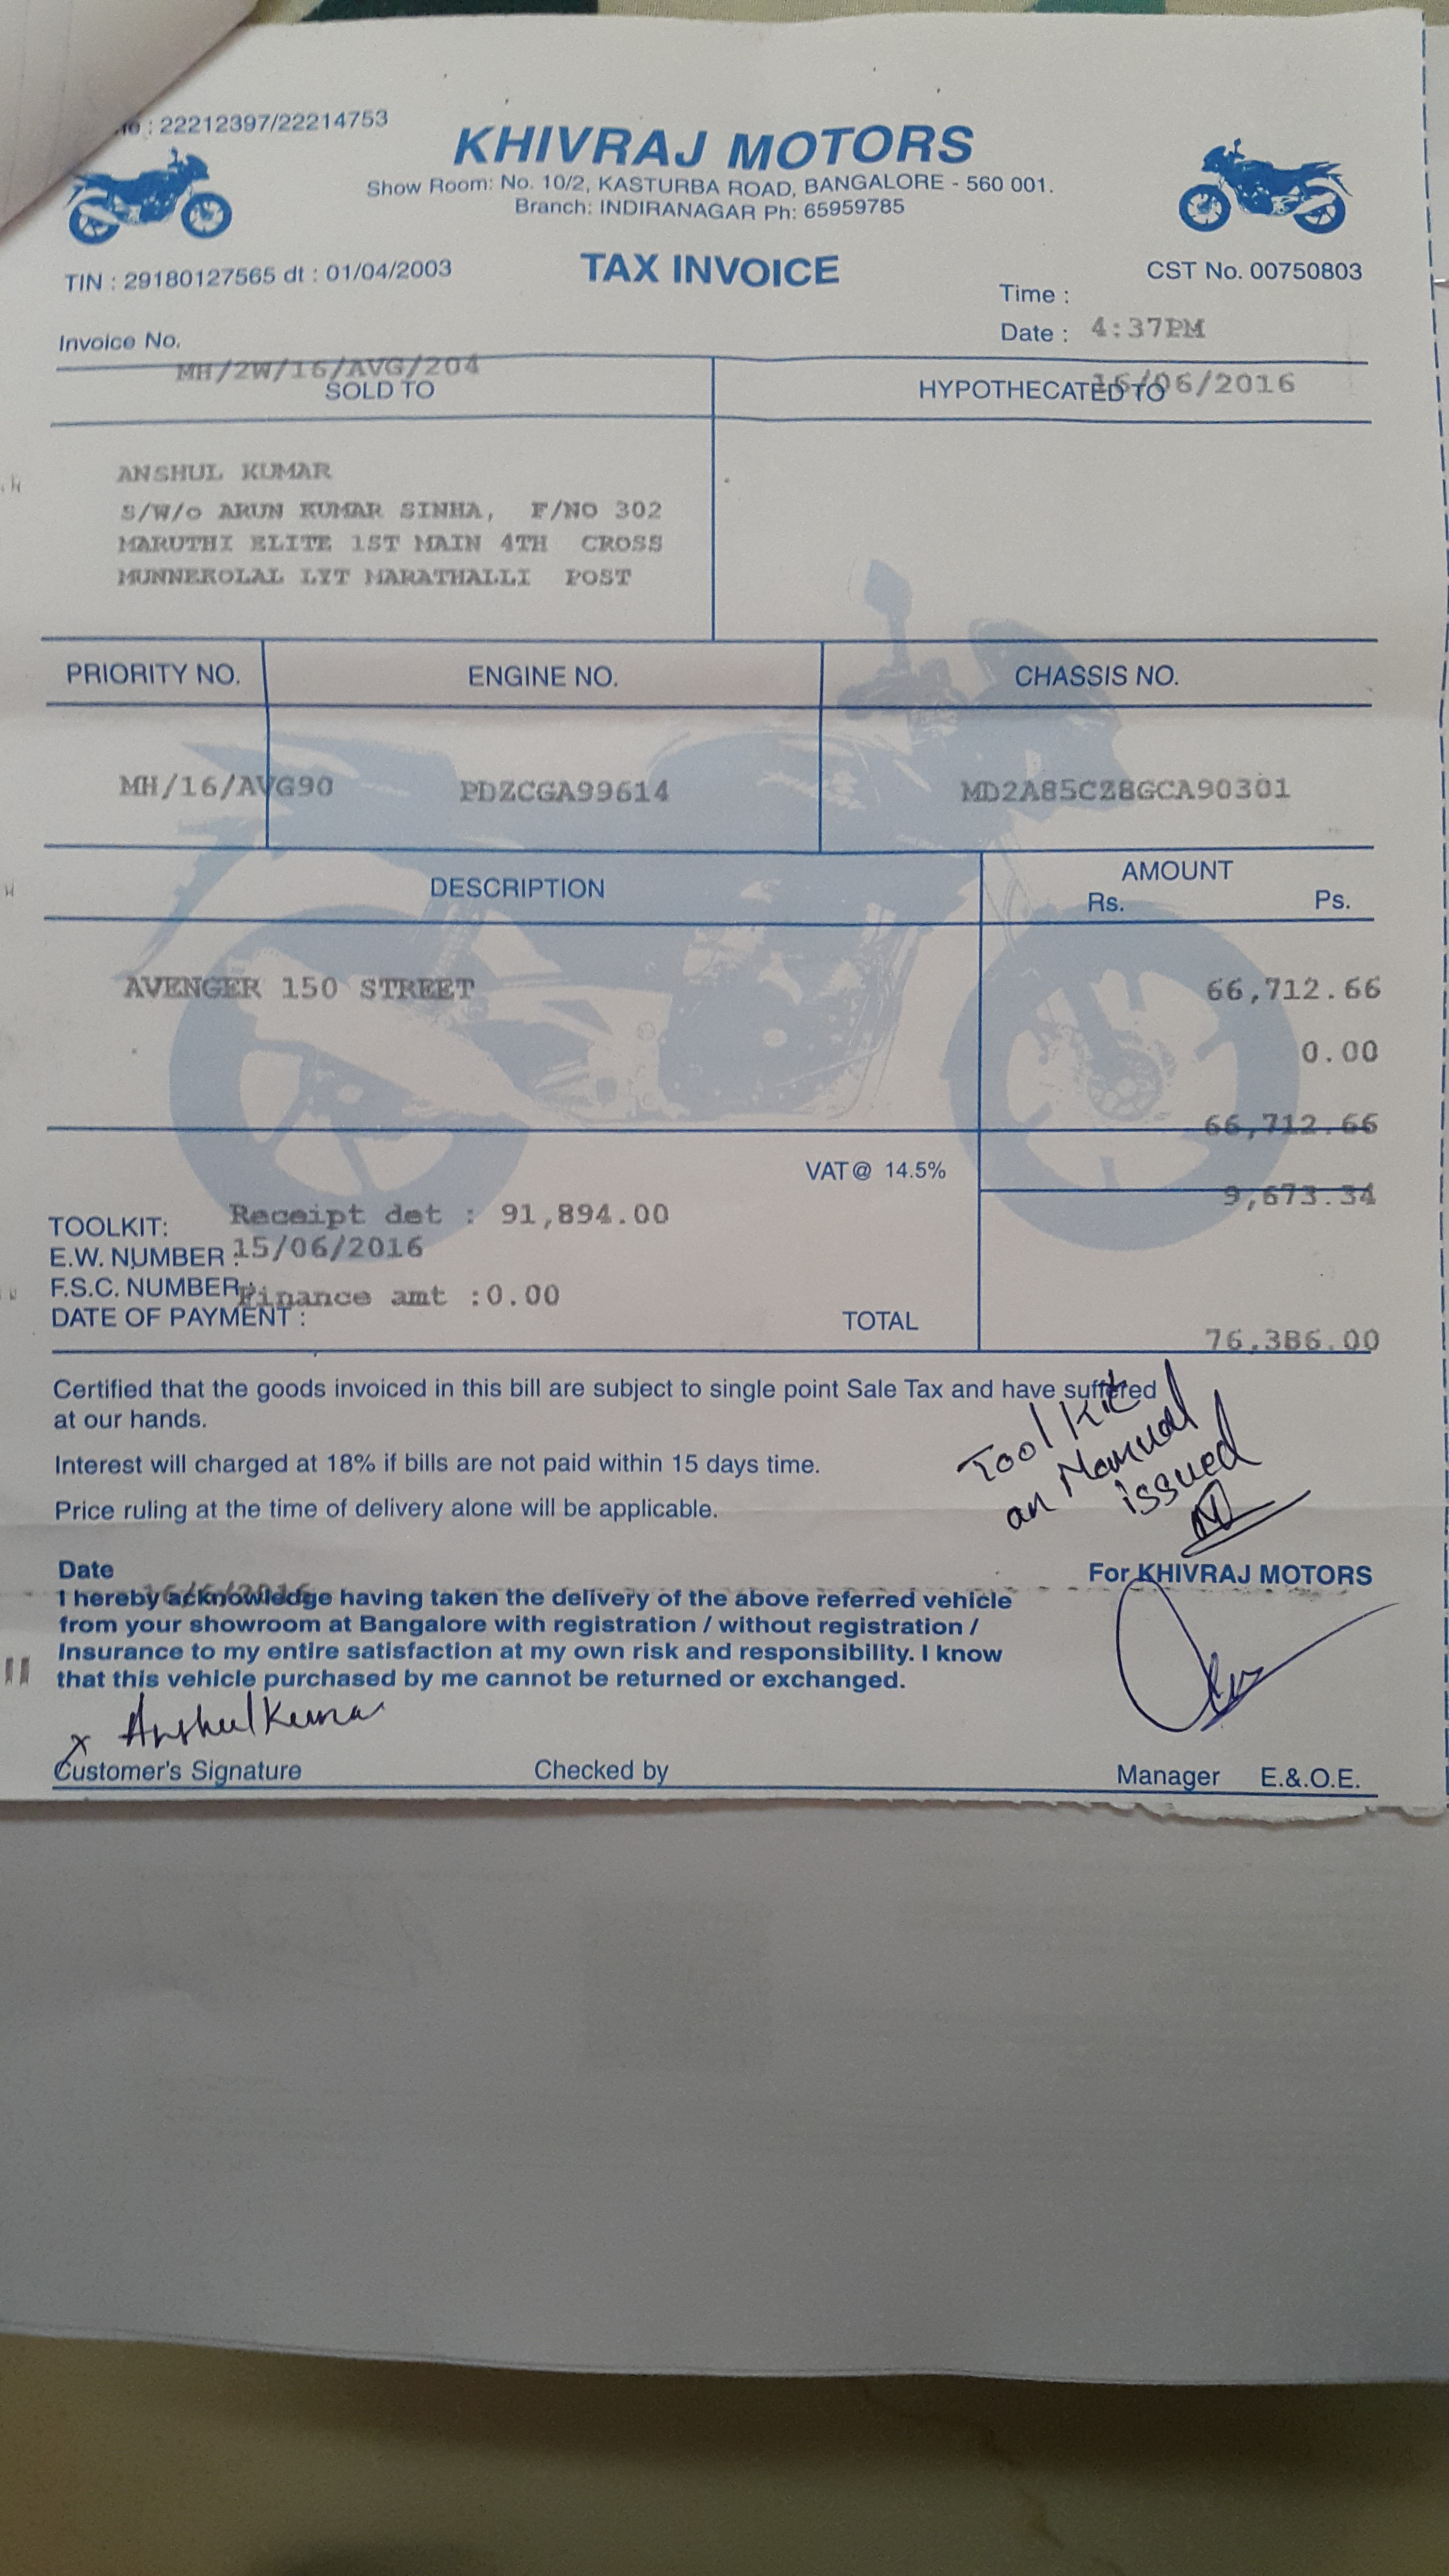 : 22212397/22214753
KHIVRAJ MOTORS
Show Room: No. 10/2, KASTURBA ROAD, BANGALORE - 560 001.
Branch: INDIRANAGAR Ph: 65959785
TIN : 29180127565 dt : 01/04/2003
TAX INVOICE
CST No. 00750803
Time :
Date : 4:37PM
Invoice No.
MH/2W/16/AVG/204
SOLD TO
HYPOTHECATED TO
/06/2016
ANSHUL KUMAR
S/W/o ARUN KUMAR SINHA, F/NO 302
MARUTHI ELITE 1ST MAIN 4TH CROSS
MUNNEKOLAL LYT MARATHALLI POST
PRIORITY NO. ENGINE NO. CHASSIS NO.
MH/16/AVG90 PDZCGA99614 MD2A85CZ8GCA90301
DESCRIPTION
AMOUNT
Rs. Ps.
AVENGER 150 STREET 66,712.66
0.00
66,712.66
VAT@ 14.5%
9,673.34
TOOLKIT: Receipt det : 91,894.00
E.W. NUMBER : 15/06/2016
F.S.C. NUMBER : Finance amt :0.00
DATE OF PAYMENT :
TOTAL
76,386.00
Certified that the goods invoiced in this bill are subject to single point Sale Tax and have suffered
at our hands.
Interest will charged at 18% if bills are not paid within 15 days time.
Price ruling at the time of delivery alone will be applicable.
Tool Kit
an Manual
issued
Date
16/6/2016
For KHIVRAJ MOTORS
I hereby acknowledge having taken the delivery of the above referred vehicle
from your showroom at Bangalore with registration / without registration /
Insurance to my entire satisfaction at my own risk and responsibility. I know
that this vehicle purchased by me cannot be returned or exchanged.
x Anshul Kumar
Customer's Signature Checked by Manager E.&.O.E.